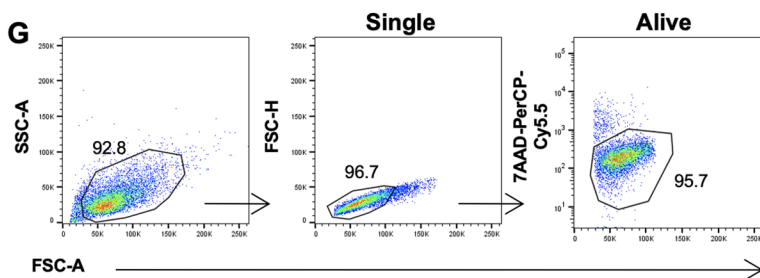 G
Single
Alive
SSC-A
250K
200K
150K
100K
50K
0
92.8
0
50K
100K
150K
200K
250K
FSC-H
250K
200K
150K
100K
50K
0
96.7
0
50K
100K
150K
200K
250K
7AAD-PerCP-
Cy5.5
10⁵
10⁴
10³
10²
10¹
95.7
0
50K
100K
150K
200K
250K
FSC-A